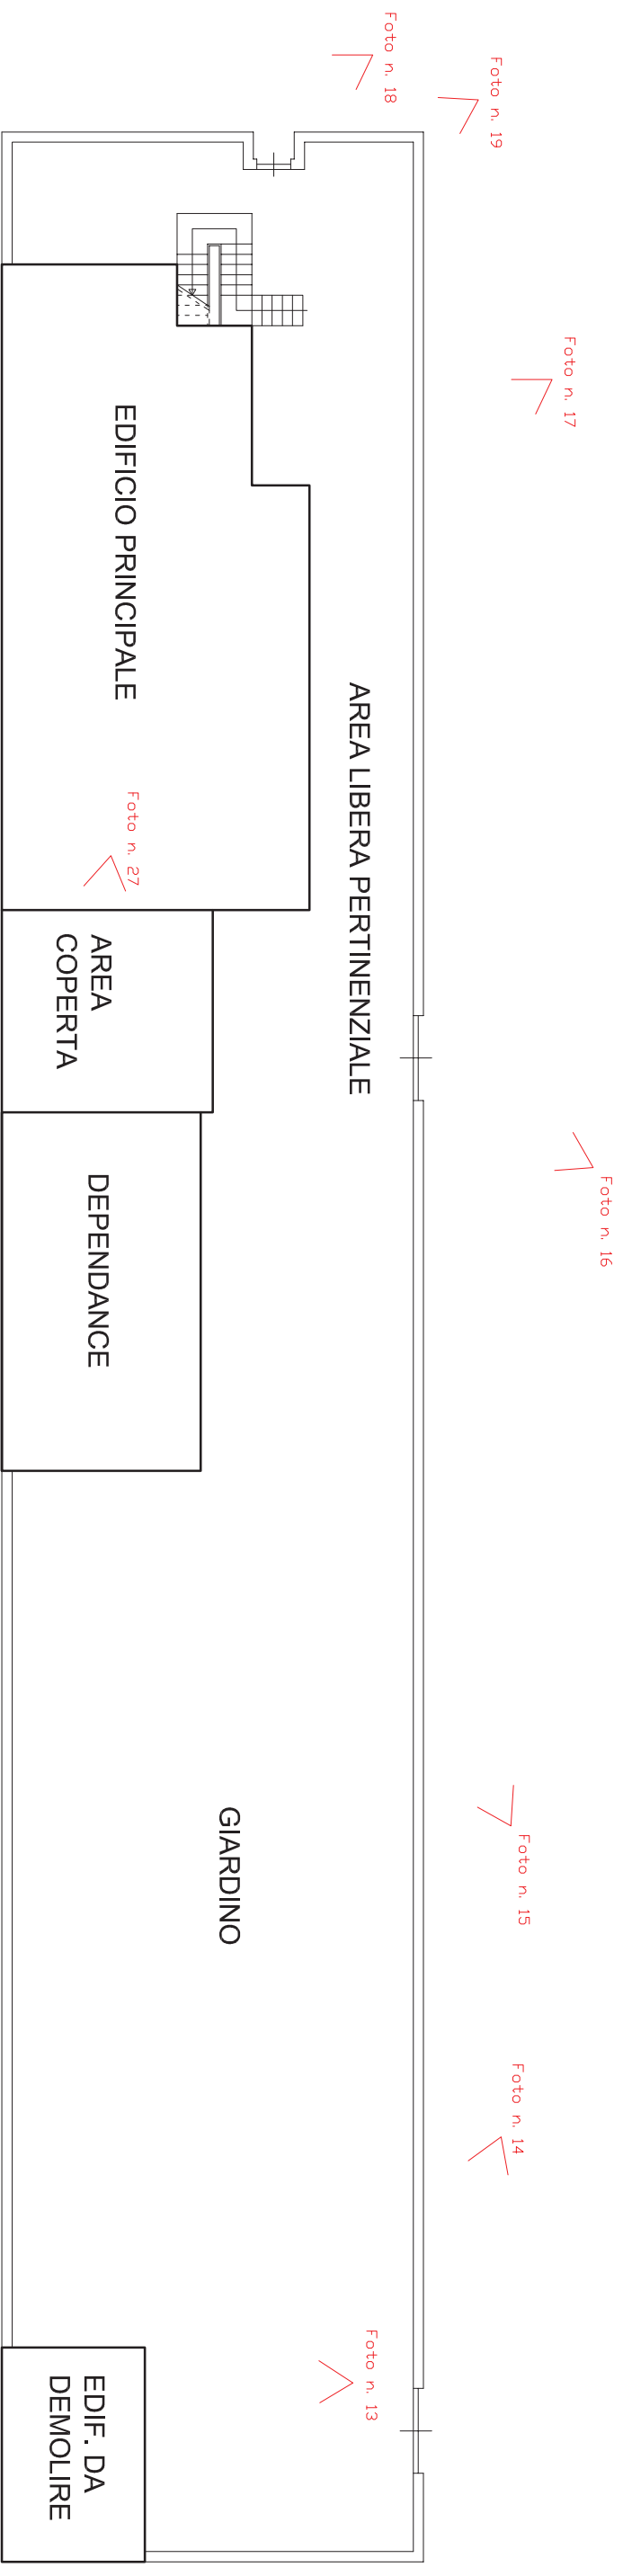 Foto n. 18
Foto n. 19
Foto n. 17
EDIFICIO PRINCIPALE
AREA LIBERA PERTINENZIALE
Foto n. 27
AREA
COPERTA
Foto n. 16
DEPENDANCE
GIARDINO
Foto n. 15
Foto n. 14
Foto n. 13
EDIF. DA
DEMOLIRE